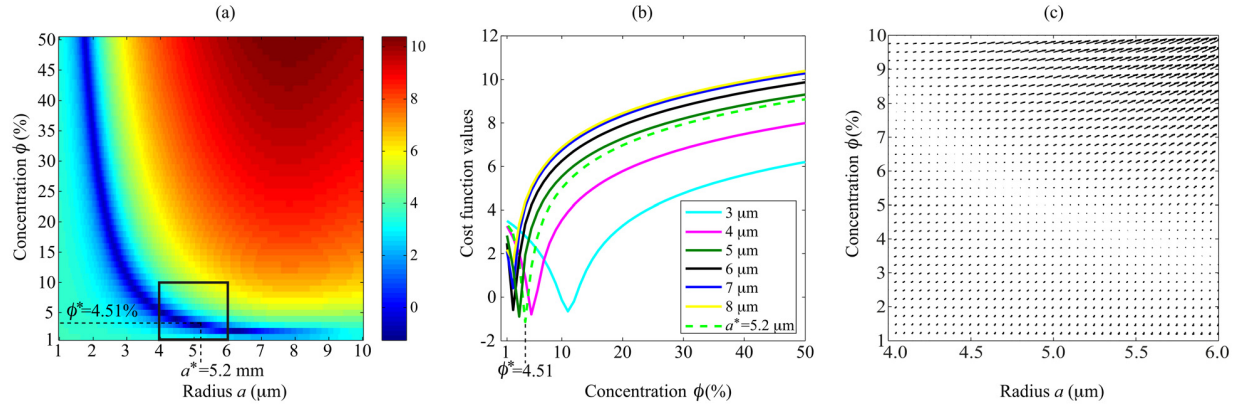 (a)
Concentration ϕ(%)
50
45
40
35
30
25
20
15
10
5
1
ϕ*=4.51%
1 2 3 4 5 6 7 8 9 10
a*=5.2 mm
Radius a (μm)
10
8
6
4
2
0
(b)
Cost function values
12
10
8
6
4
2
0
-2
3 μm
4 μm
5 μm
6 μm
7 μm
8 μm
a*=5.2 μm
1 10 20 30 40 50
ϕ*=4.51
Concentration ϕ(%)
(c)
Concentration ϕ(%)
10
9
8
7
6
5
4
3
2
1
4.0 4.5 5.0 5.5 6.0
Radius a (μm)